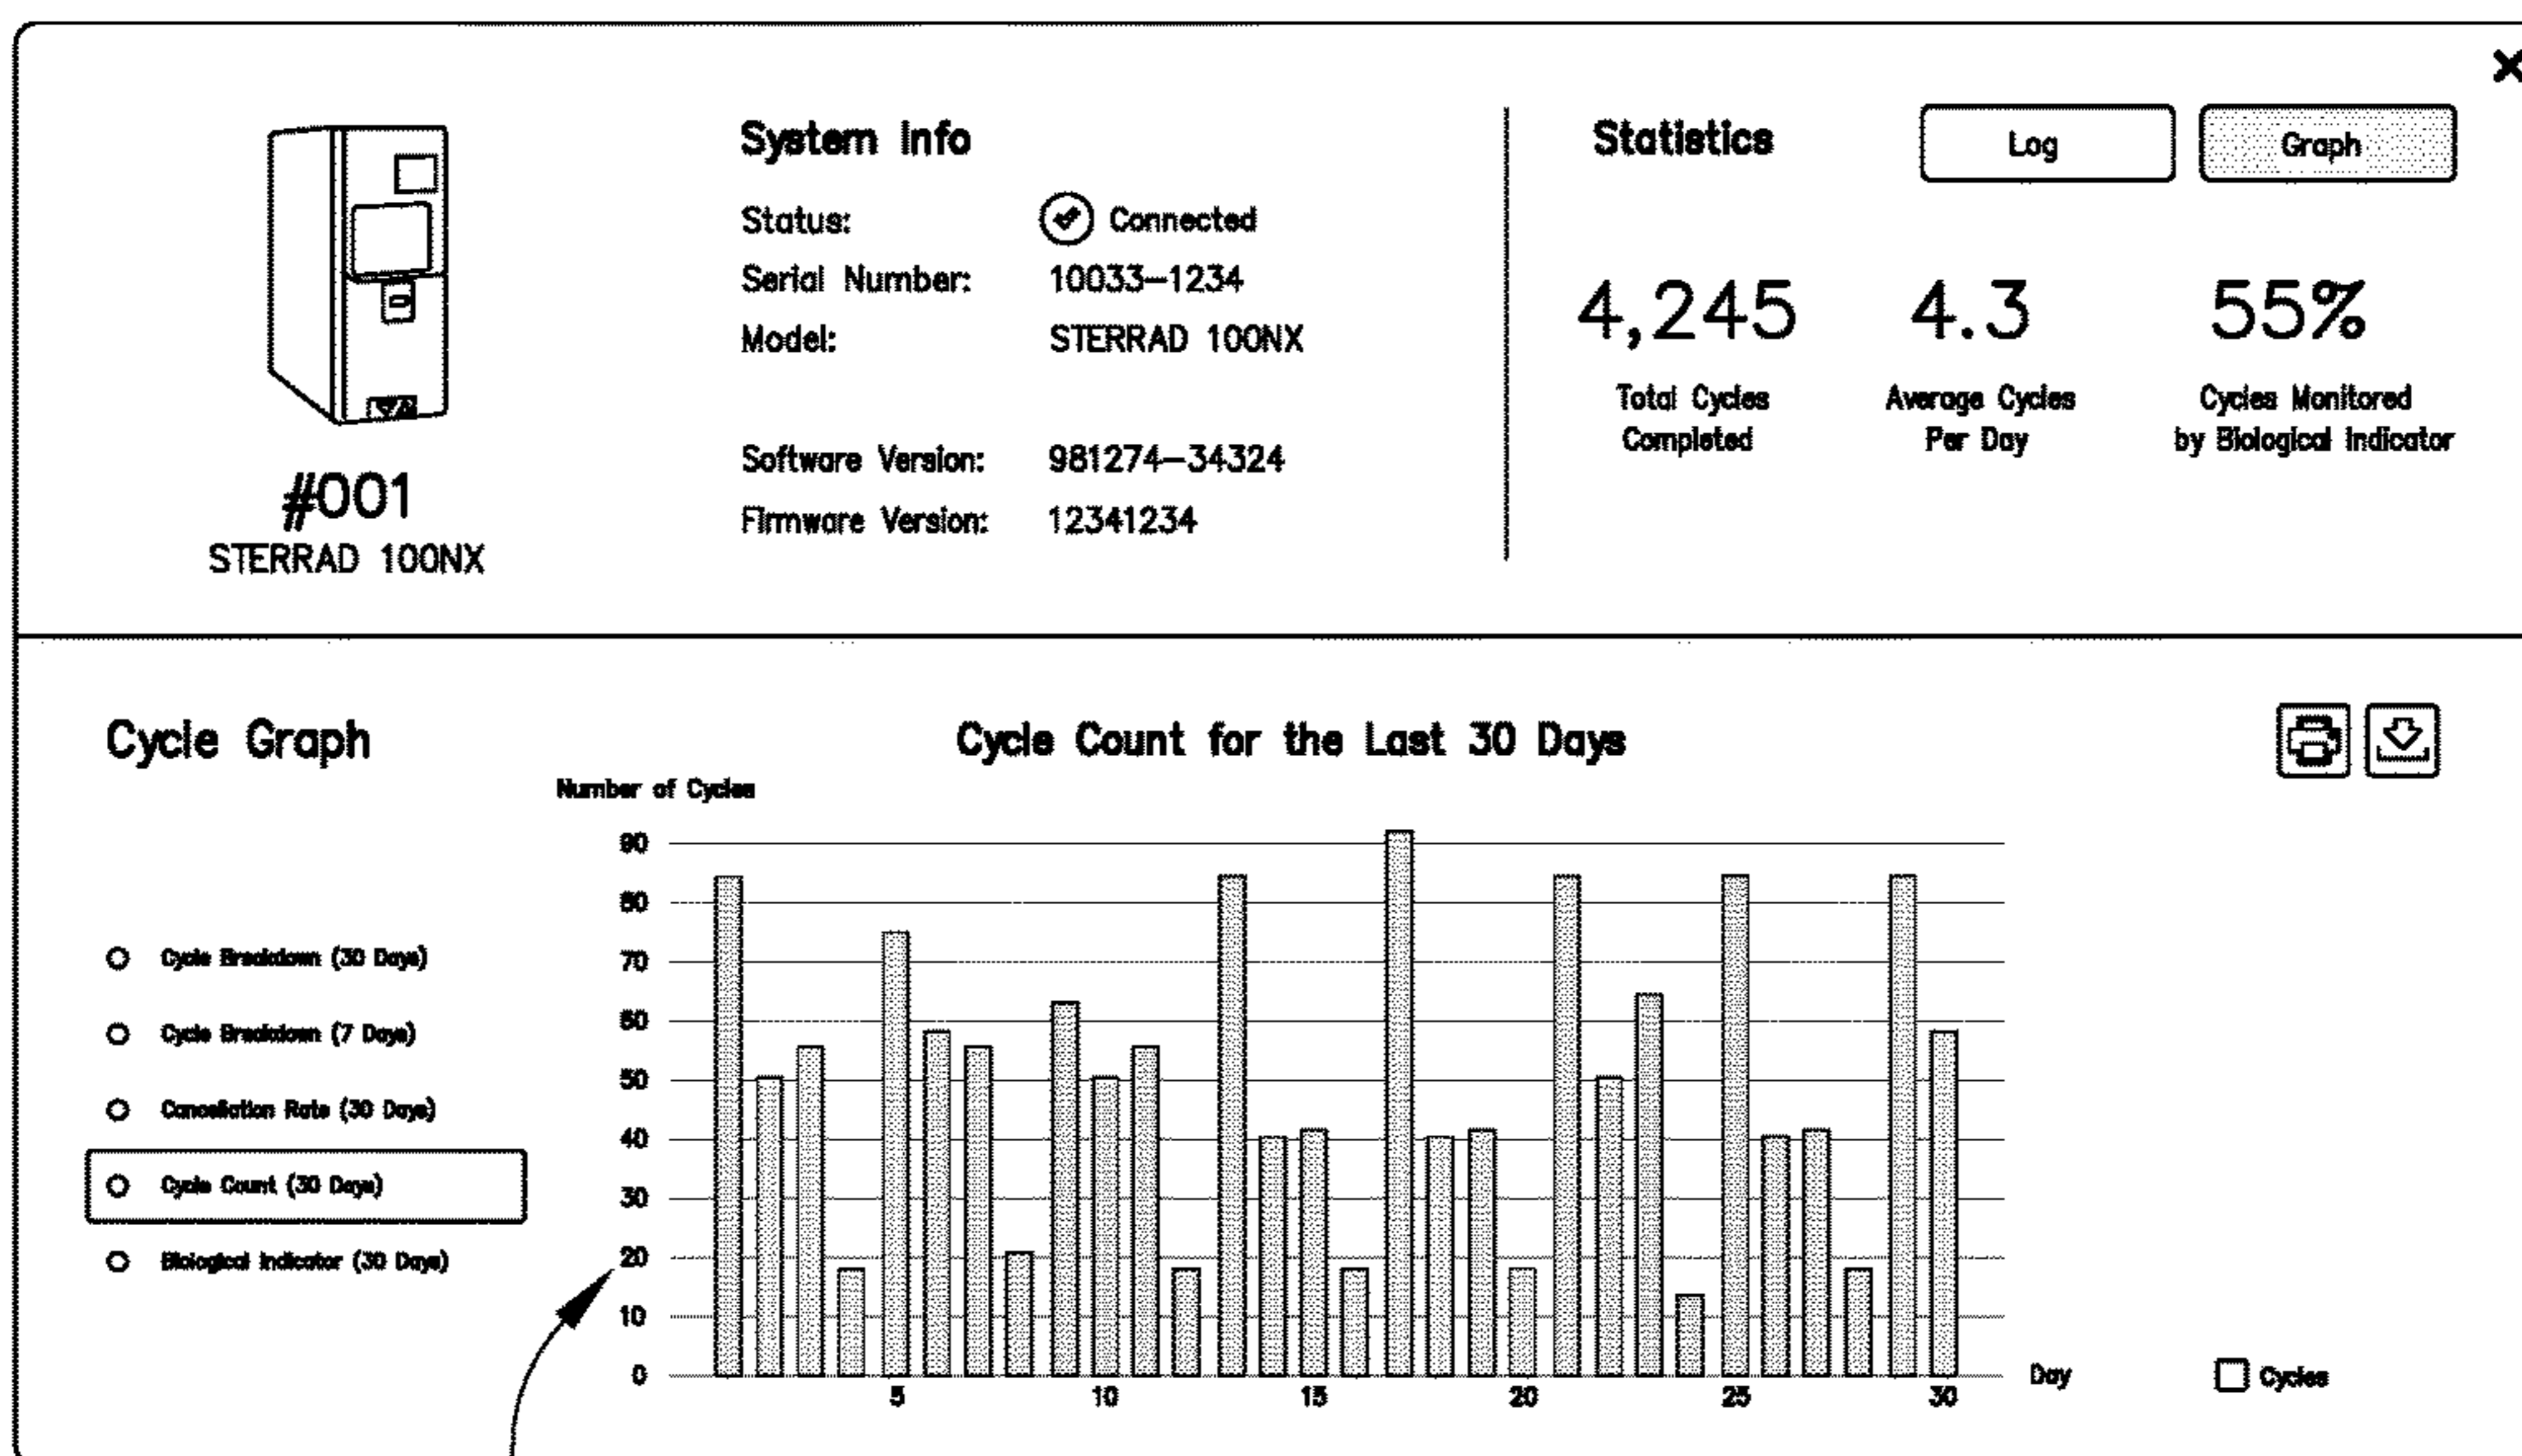 System Info
Status: Connected
Serial Number: 10033-1234
Model: STERRAD 100NX
Software Version: 981274-34324
Firmware Version: 12341234
#001
STERRAD 100NX
Statistics
Log
Graph
4,245 4.3 55%
Total Cycles Average Cycles Cycles Monitored
Completed Per Day by Biological Indicator
Cycle Graph
Cycle Breakdown (30 Days)
Cycle Breakdown (7 Days)
Cancellation Rate (30 Days)
Cycle Count (30 Days)
Biological Indicator (30 Days)
Cycle Count for the Last 30 Days
Number of Cycles
90
80
70
60
50
40
30
20
10
0
5 10 15 20 25 30
Day
Cycles